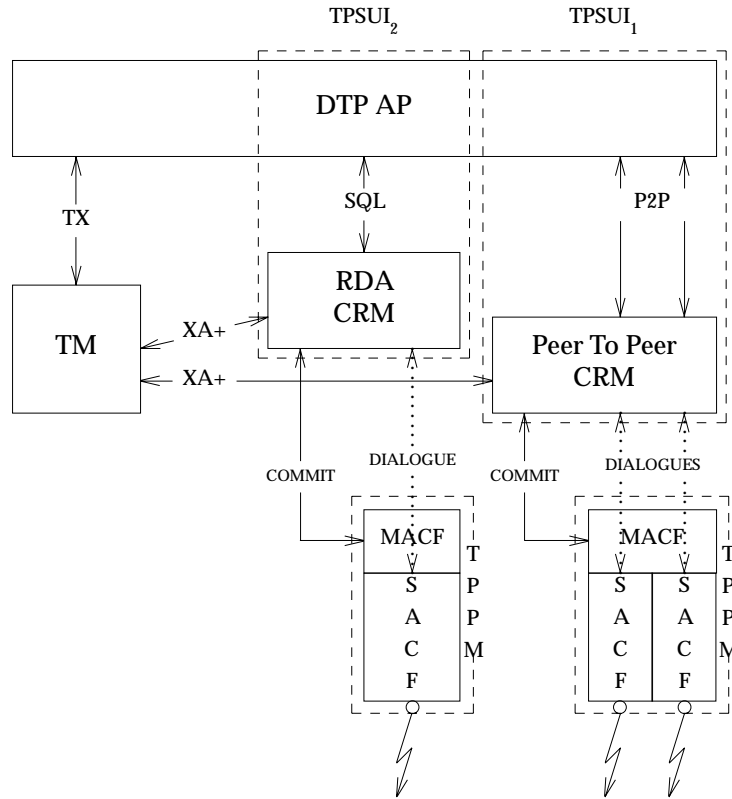 TPSUI2 TPSUI1
DTP AP
TX SQL P2P
RDA
CRM
TM XA+ Peer To Peer
CRM
XA+
COMMIT DIALOGUE COMMIT DIALOGUES
MACF MACF
T
P
P
M
T
P
P
M
S
A
C
F
S
A
C
F
S
A
C
F